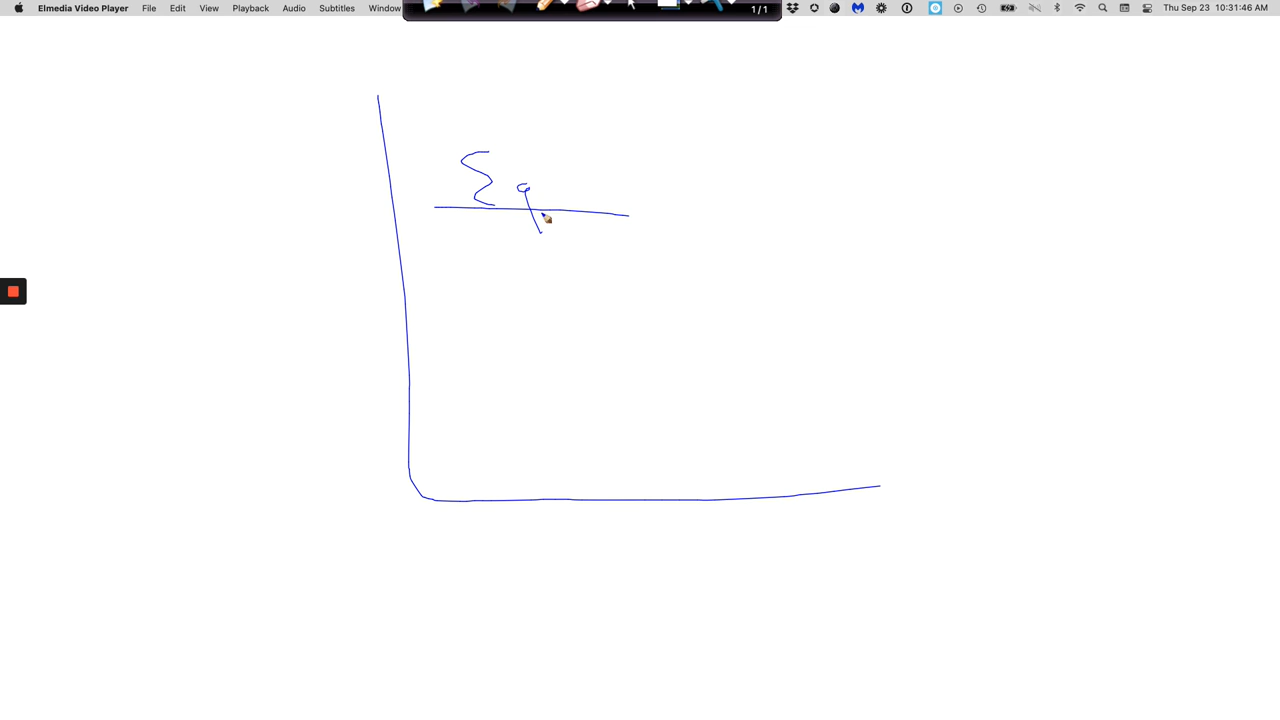 Elmedia Video Player File Edit View Playback Audio Subtitles Window Thu Sep 23 10:31:46 AM
1/1
Σ q